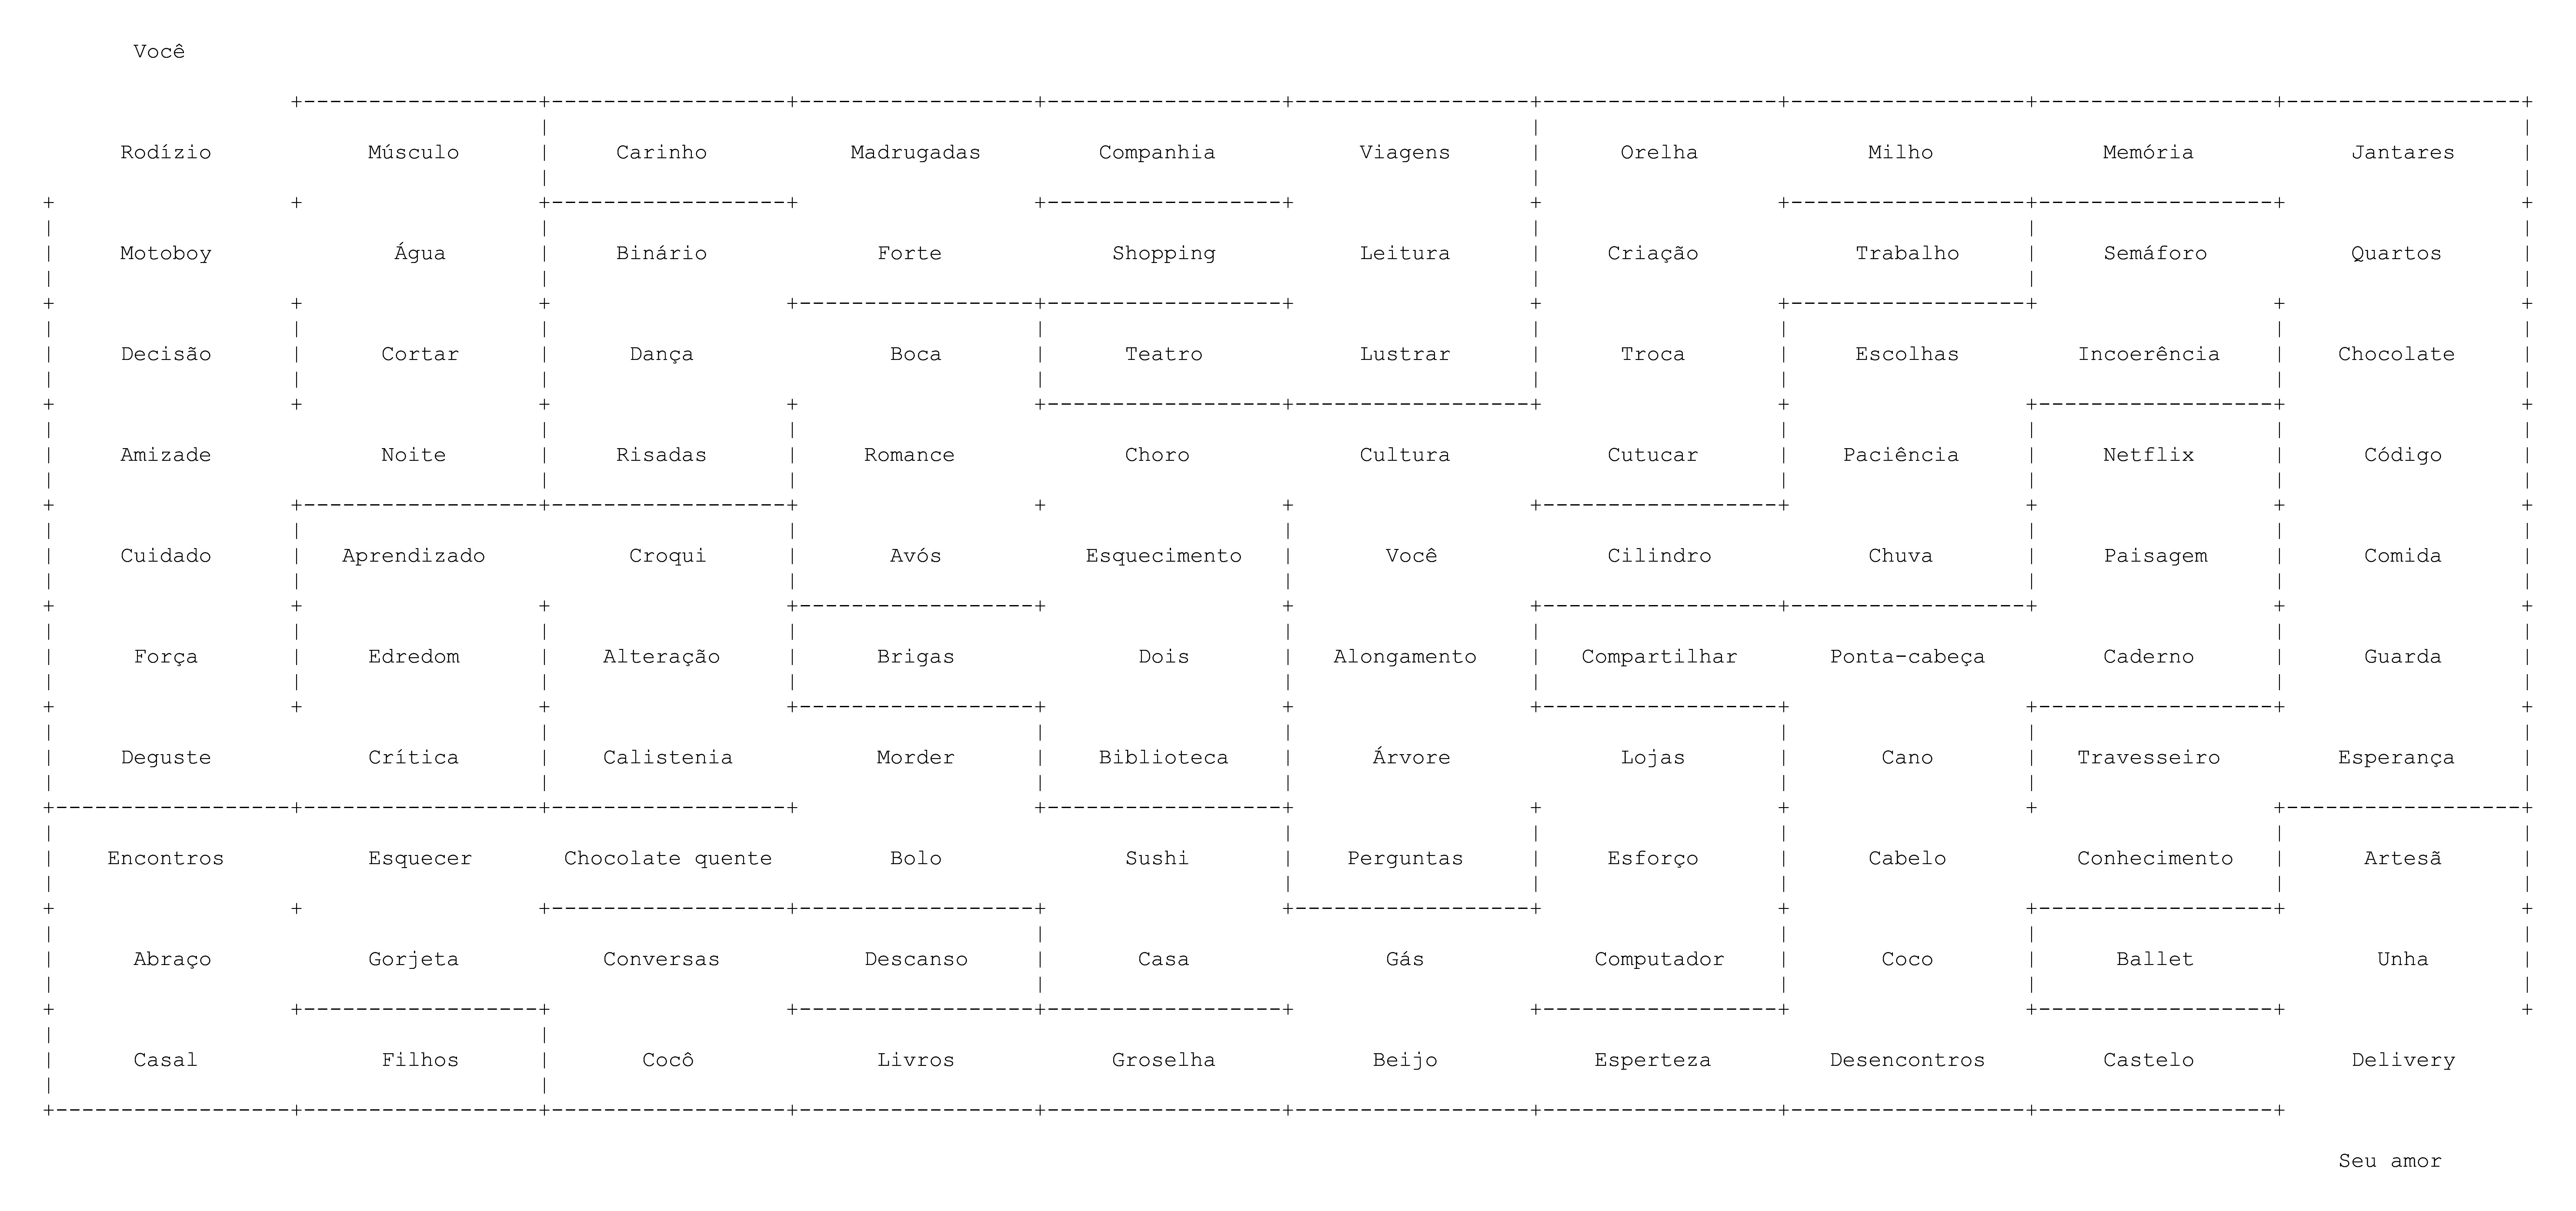 Você
Rodízio Músculo Carinho Madrugadas Companhia Viagens Orelha Milho Memória Jantares
Motoboy Água Binário Forte Shopping Leitura Criação Trabalho Semáforo Quartos
Decisão Cortar Dança Boca Teatro Lustrar Troca Escolhas Incoerência Chocolate
Amizade Noite Risadas Romance Choro Cultura Cutucar Paciência Netflix Código
Cuidado Aprendizado Croqui Avós Esquecimento Você Cilindro Chuva Paisagem Comida
Força Edredom Alteração Brigas Dois Alongamento Compartilhar Ponta-cabeça Caderno Guarda
Deguste Crítica Calistenia Morder Biblioteca Árvore Lojas Cano Travesseiro Esperança
Encontros Esquecer Chocolate quente Bolo Sushi Perguntas Esforço Cabelo Conhecimento Artesã
Abraço Gorjeta Conversas Descanso Casa Gás Computador Coco Ballet Unha
Casal Filhos Cocô Livros Groselha Beijo Esperteza Desencontros Castelo Delivery
Seu amor